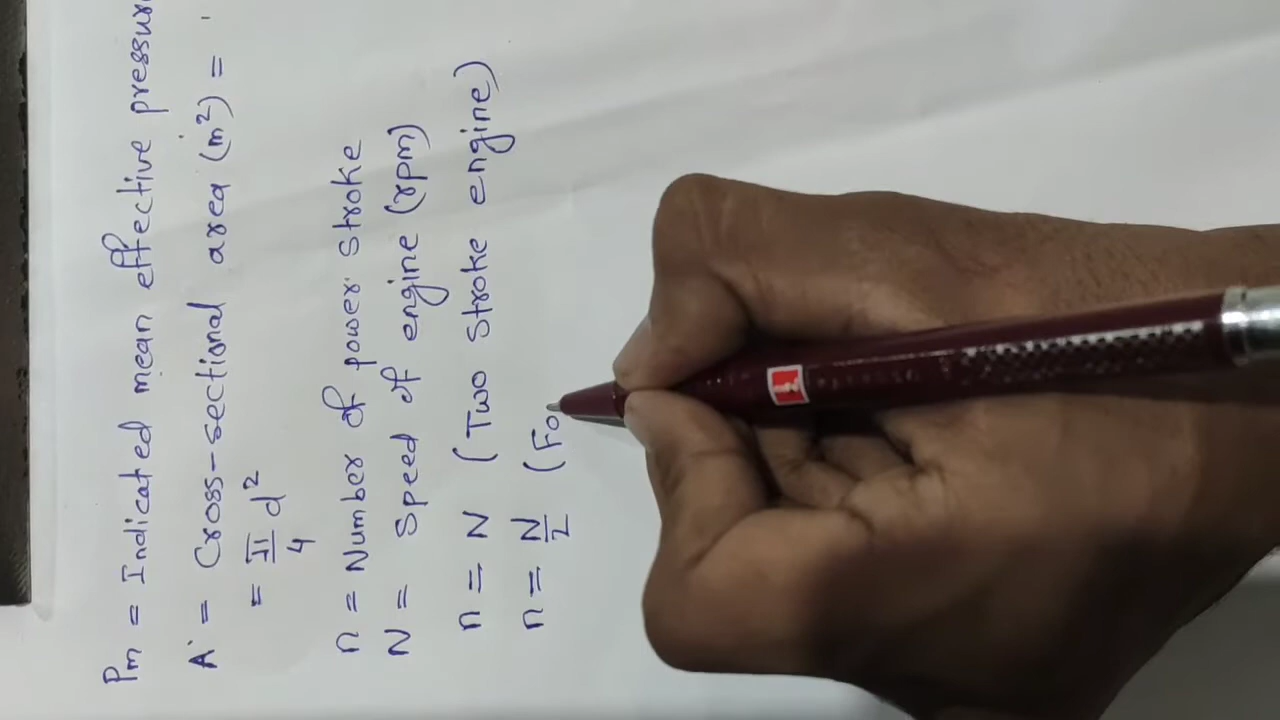 Pm = Indicated mean effective pressur
A = Cross-sectional area (m²) =
= π/4 d²
n = Number of power stroke
N = Speed of engine (rpm)
n = N (Two stroke engine)
n = N/2 (Fo